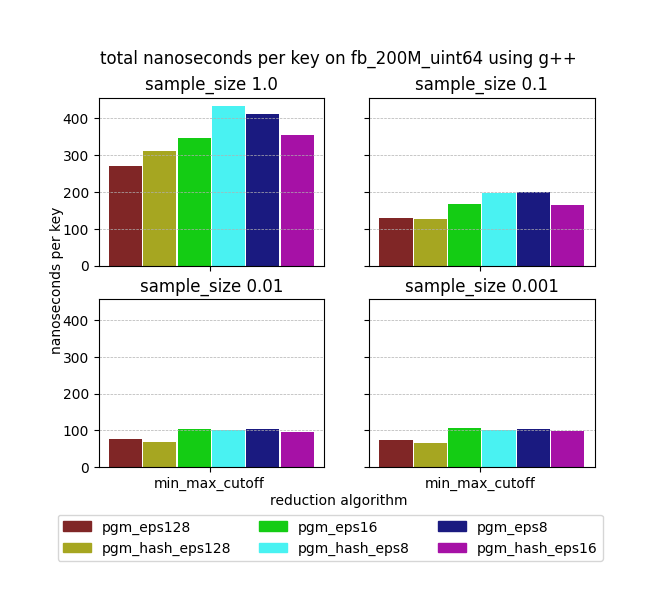 total nanoseconds per key on fb_200M_uint64 using g++
sample_size 1.0
sample_size 0.1
400
300
200
100
0
nanoseconds per key
sample_size 0.01
sample_size 0.001
400
300
200
100
0
min_max_cutoff
min_max_cutoff
reduction algorithm
pgm_eps128
pgm_eps16
pgm_eps8
pgm_hash_eps128
pgm_hash_eps8
pgm_hash_eps16